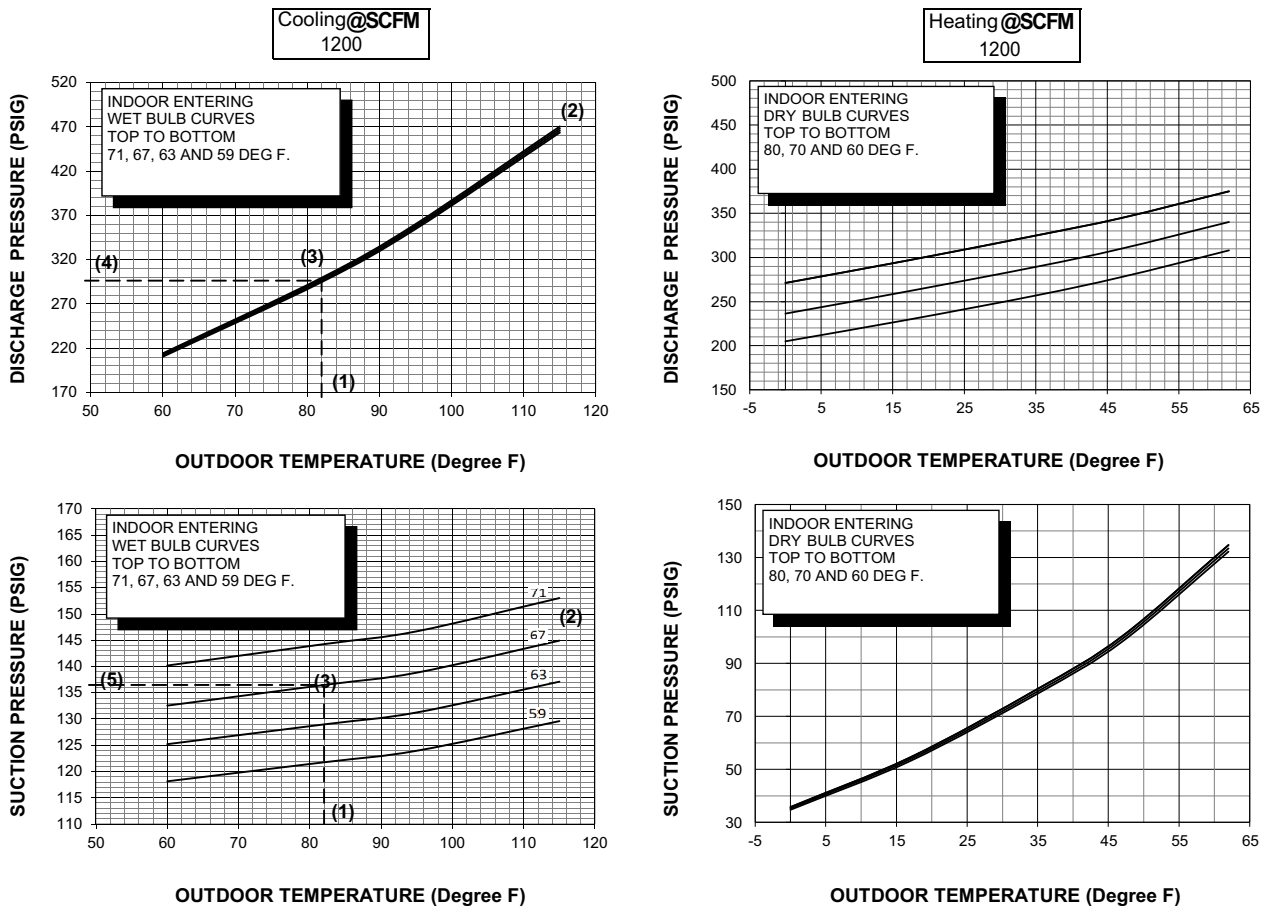 Cooling@SCFM
1200
Heating @SCFM
1200
DISCHARGE PRESSURE (PSIG)
520
470
420
370
320
270
220
170
INDOOR ENTERING
WET BULB CURVES
TOP TO BOTTOM
71, 67, 63 AND 59 DEG F.
(2)
(3)
(4)
(1)
50 60 70 80 90 100 110 120
OUTDOOR TEMPERATURE (Degree F)
DISCHARGE PRESSURE (PSIG)
500
450
400
350
300
250
200
150
INDOOR ENTERING
DRY BULB CURVES
TOP TO BOTTOM
80, 70 AND 60 DEG F.
-5 5 15 25 35 45 55 65
OUTDOOR TEMPERATURE (Degree F)
SUCTION PRESSURE (PSIG)
170
165
160
155
150
145
140
135
130
125
120
115
110
INDOOR ENTERING
WET BULB CURVES
TOP TO BOTTOM
71, 67, 63 AND 59 DEG F.
71
(2)
67
(5)
(3)
63
59
(1)
50 60 70 80 90 100 110 120
OUTDOOR TEMPERATURE (Degree F)
SUCTION PRESSURE (PSIG)
150
130
110
90
70
50
30
INDOOR ENTERING
DRY BULB CURVES
TOP TO BOTTOM
80, 70 AND 60 DEG F.
-5 5 15 25 35 45 55 65
OUTDOOR TEMPERATURE (Degree F)